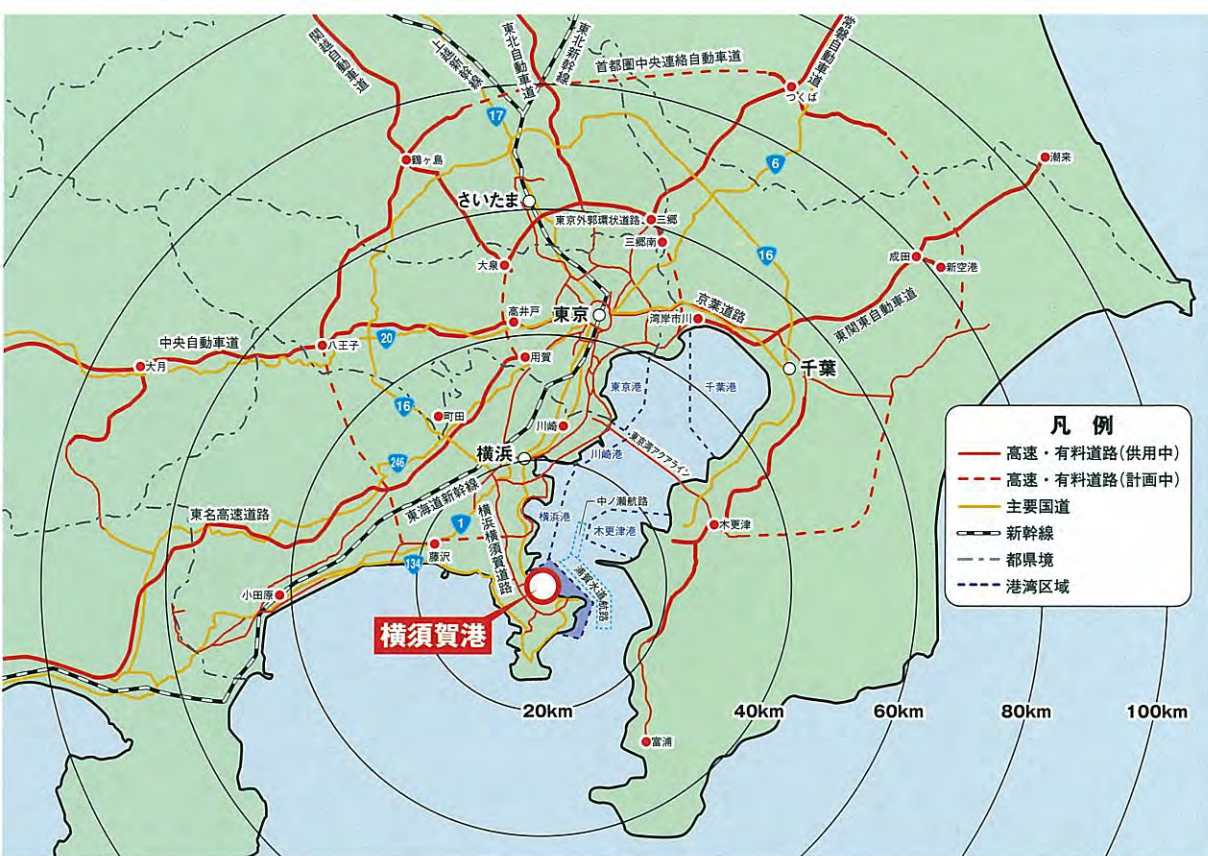 関越自動車道
上越新幹線
東北自動車道
東北新幹線
首都圏中央連絡自動車道
常磐自動車道
つくば
17
6
鶴ヶ島
潮来
さいたま
東京外郭環状道路
三郷
三郷南
16
成田
新空港
大泉
高井戸
東京
湾岸市川
京葉道路
東関東自動車道
中央自動車道
20
八王子
大月
用賀
千葉
東京港
千葉港
16
町田
川崎
東京湾アクアライン
横浜
川崎港
246
東海道新幹線
東名高速道路
1
横浜横須賀道路
横浜港
中ノ瀬航路
木更津港
木更津
藤沢
134
浦賀水道航路
小田原
横須賀港
20km
40km
60km
80km
100km
富浦
凡例
高速・有料道路(供用中)
高速・有料道路(計画中)
主要国道
新幹線
都県境
港湾区域